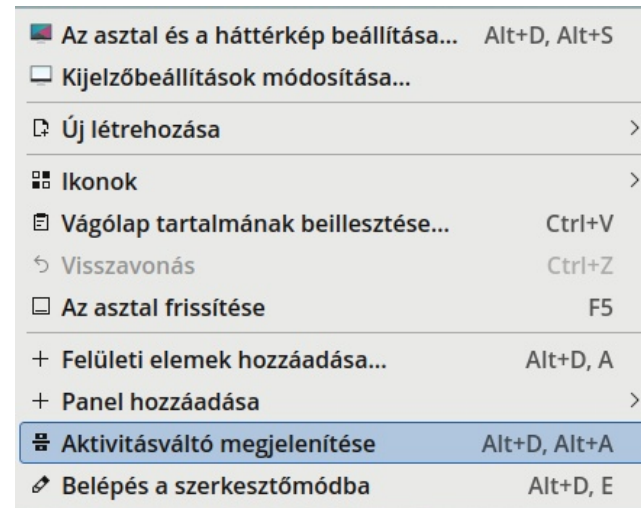 Az asztal és a háttérkép beállítása... Alt+D, Alt+S
Kijelzőbeállítások módosítása...
Új létrehozása
Ikonok
Vágólap tartalmának beillesztése... Ctrl+V
Visszavonás Ctrl+Z
Az asztal frissítése F5
Felületi elemek hozzáadása... Alt+D, A
Panel hozzáadása
Aktivitásváltó megjelenítése Alt+D, Alt+A
Belépés a szerkesztőmódba Alt+D, E